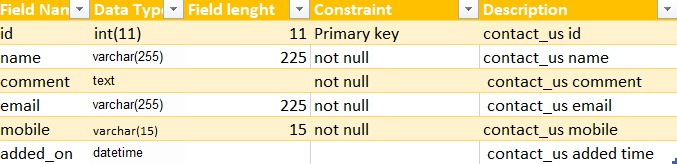 Field Nam Data Type Field lenght Constraint Description
id int(11) 11 Primary key contact_us id
name varchar(255) 225 not null contact_us name
comment text not null contact_us comment
email varchar(255) 225 not null contact_us email
mobile varchar(15) 15 not null contact_us mobile
added_on datetime contact_us added time